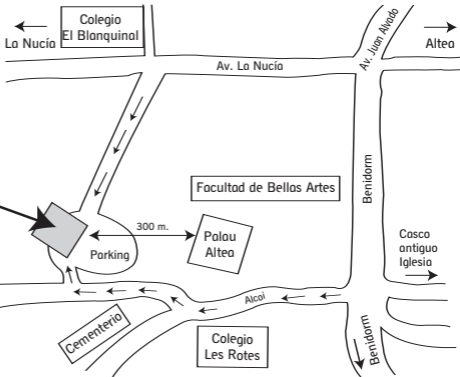 Colegio
El Blanquinal
La Nucía
Av. Juan Alvado
Altea
Av. La Nucía
Facultad de Bellas Artes
Benidorm
300 m.
Palau
Altea
Parking
Casco
antiguo
Iglesia
Alcoi
Cementerio
Colegio
Les Rotes
Benidorm